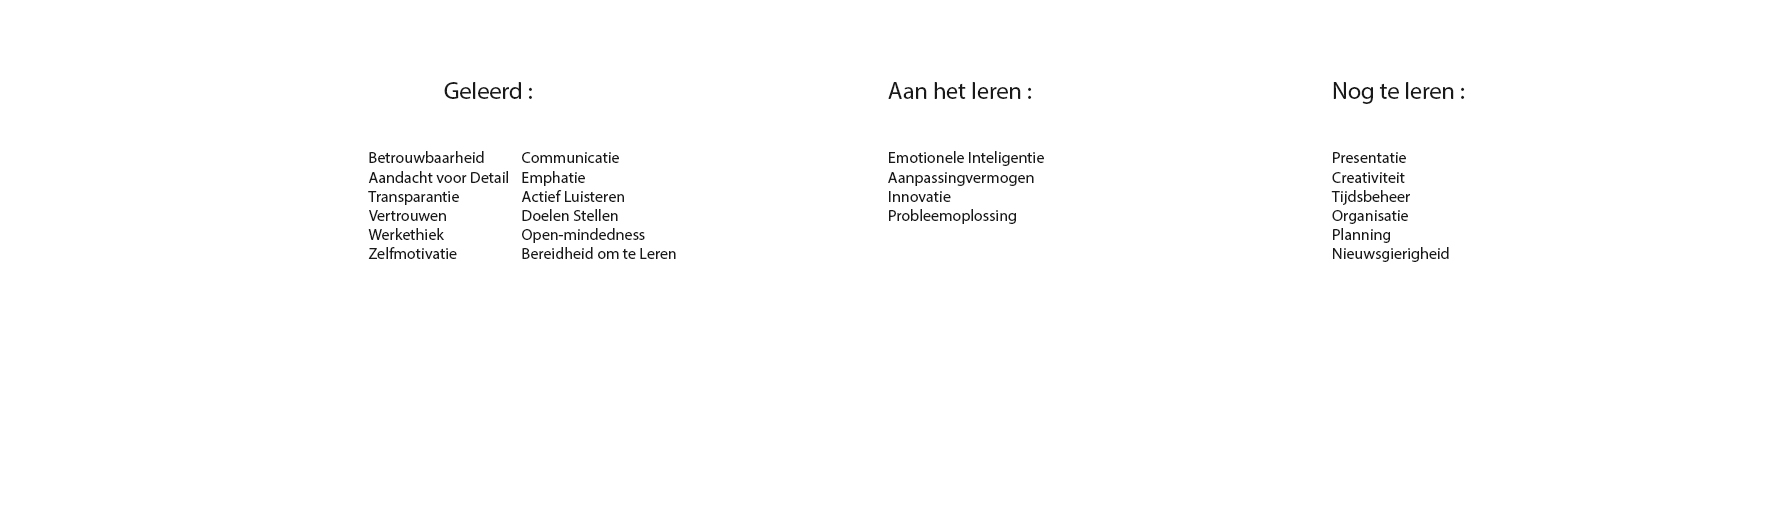 Geleerd :
Betrouwbaarheid
Aandacht voor Detail
Transparantie
Vertrouwen
Werkethiek
Zelfmotivatie
Communicatie
Emphatie
Actief Luisteren
Doelen Stellen
Open-mindedness
Bereidheid om te Leren
Aan het leren :
Emotionele Inteligentie
Aanpassingvermogen
Innovatie
Probleemoplossing
Nog te leren :
Presentatie
Creativiteit
Tijdsbeheer
Organisatie
Planning
Nieuwsgierigheid